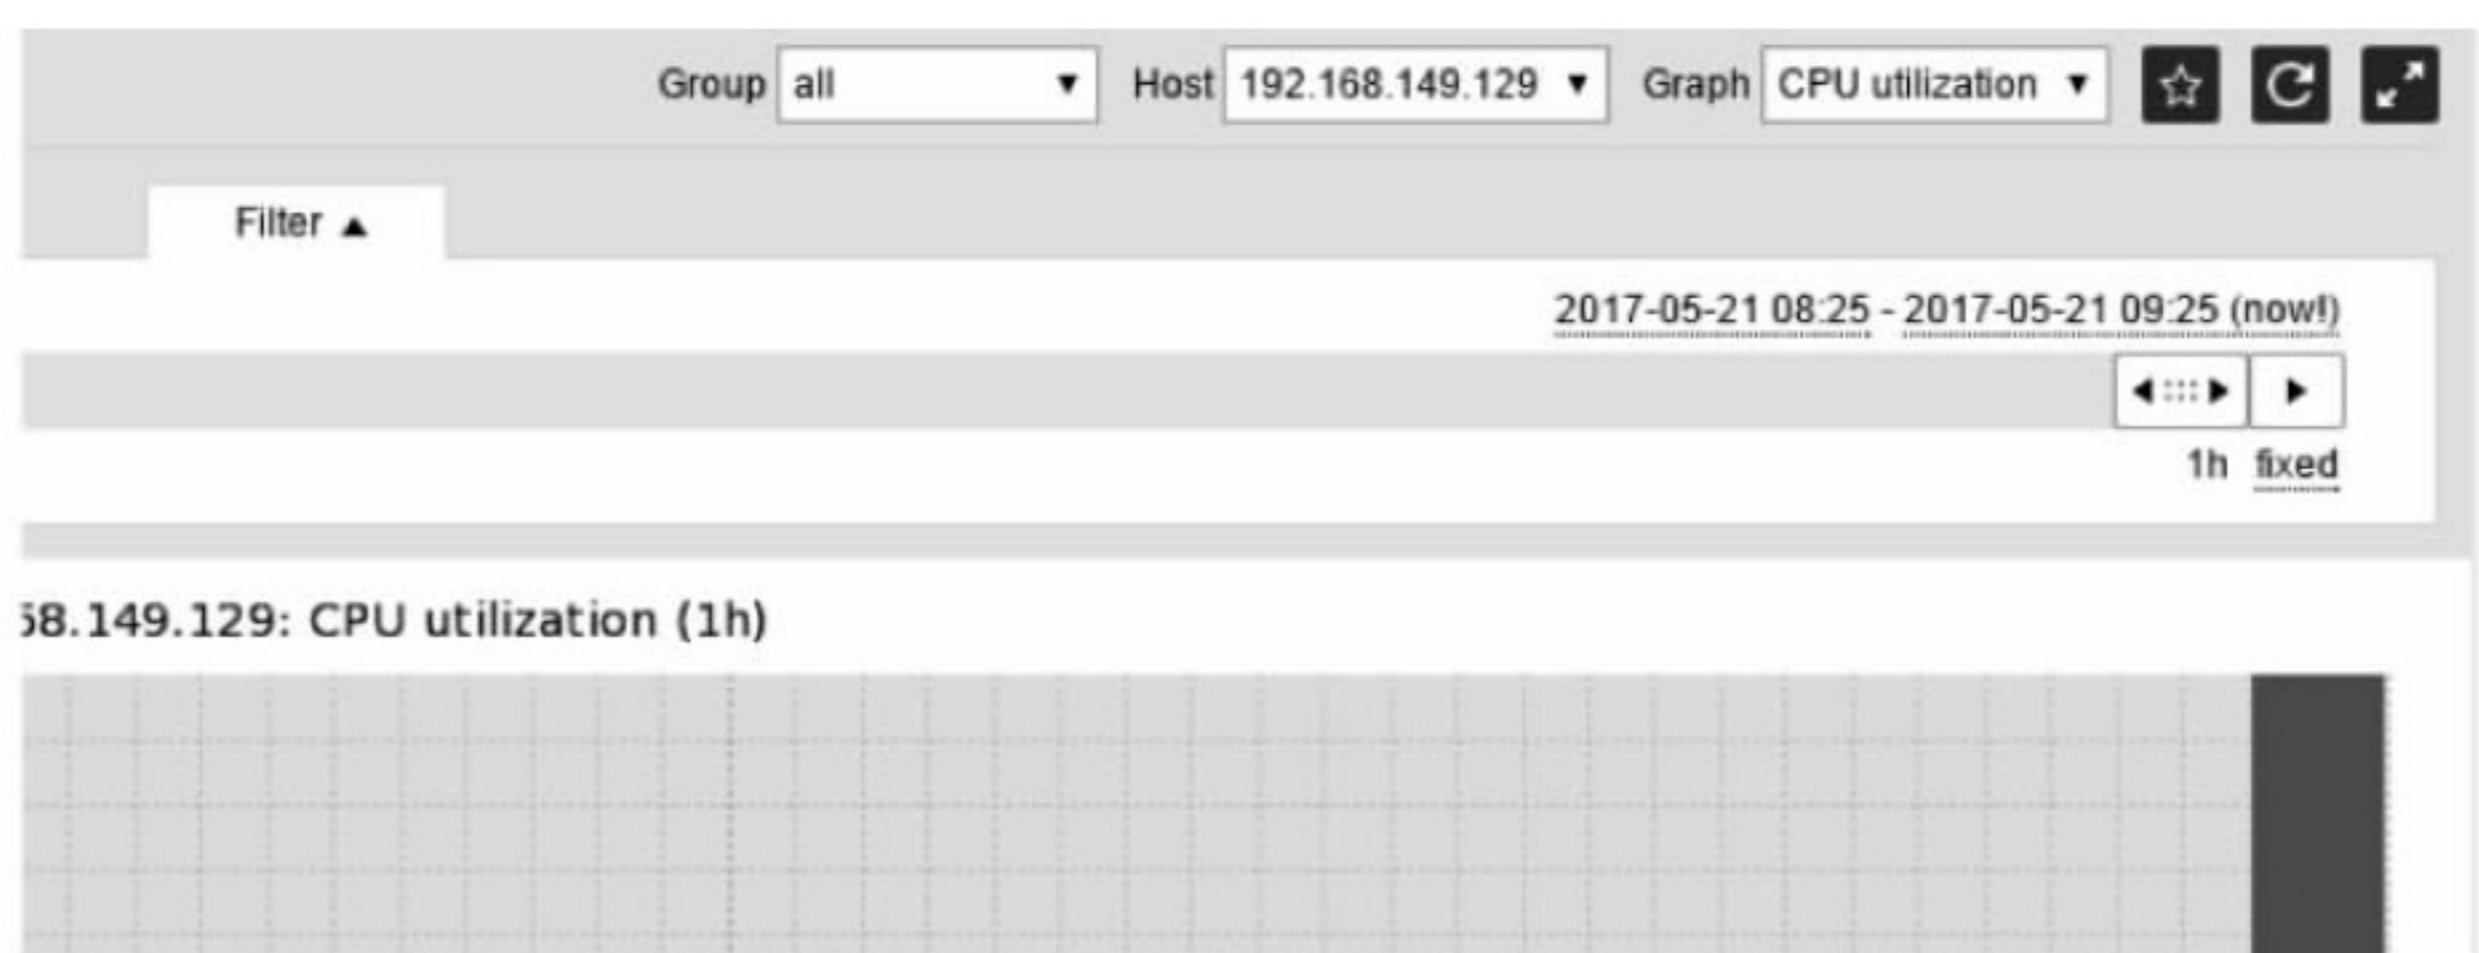 Group all Host 192.168.149.129 Graph CPU utilization
Filter
2017-05-21 08:25 - 2017-05-21 09:25 (now!)
1h fixed
58.149.129: CPU utilization (1h)